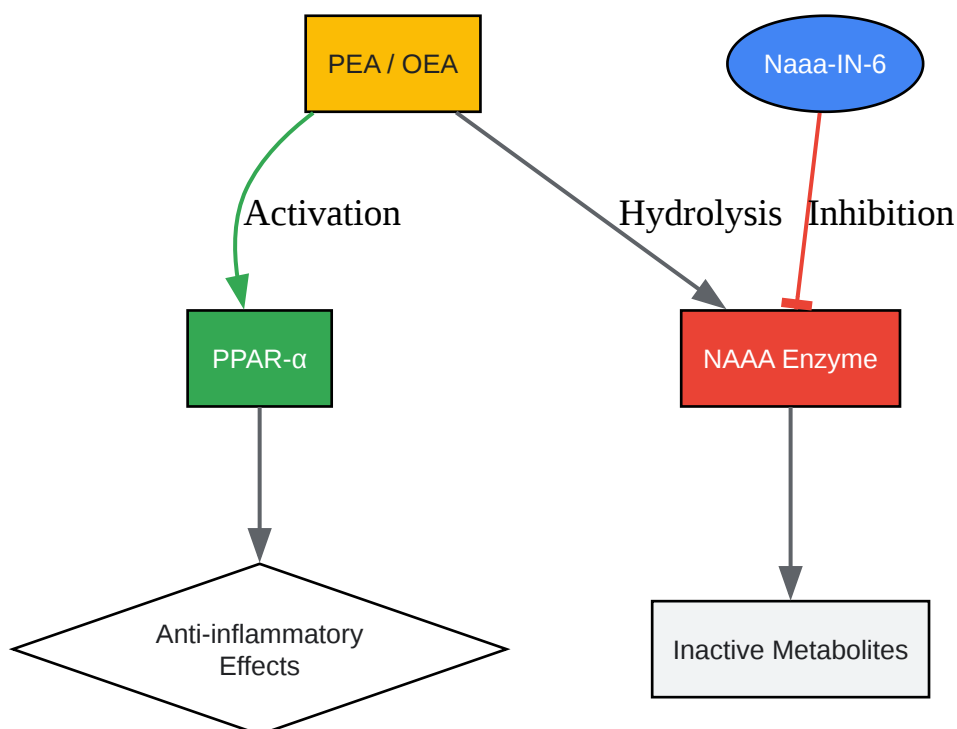 PEA / OEA
Naaa-IN-6
Activation
Hydrolysis
Inhibition
PPAR-α
NAAA Enzyme
Anti-inflammatory
Effects
Inactive Metabolites